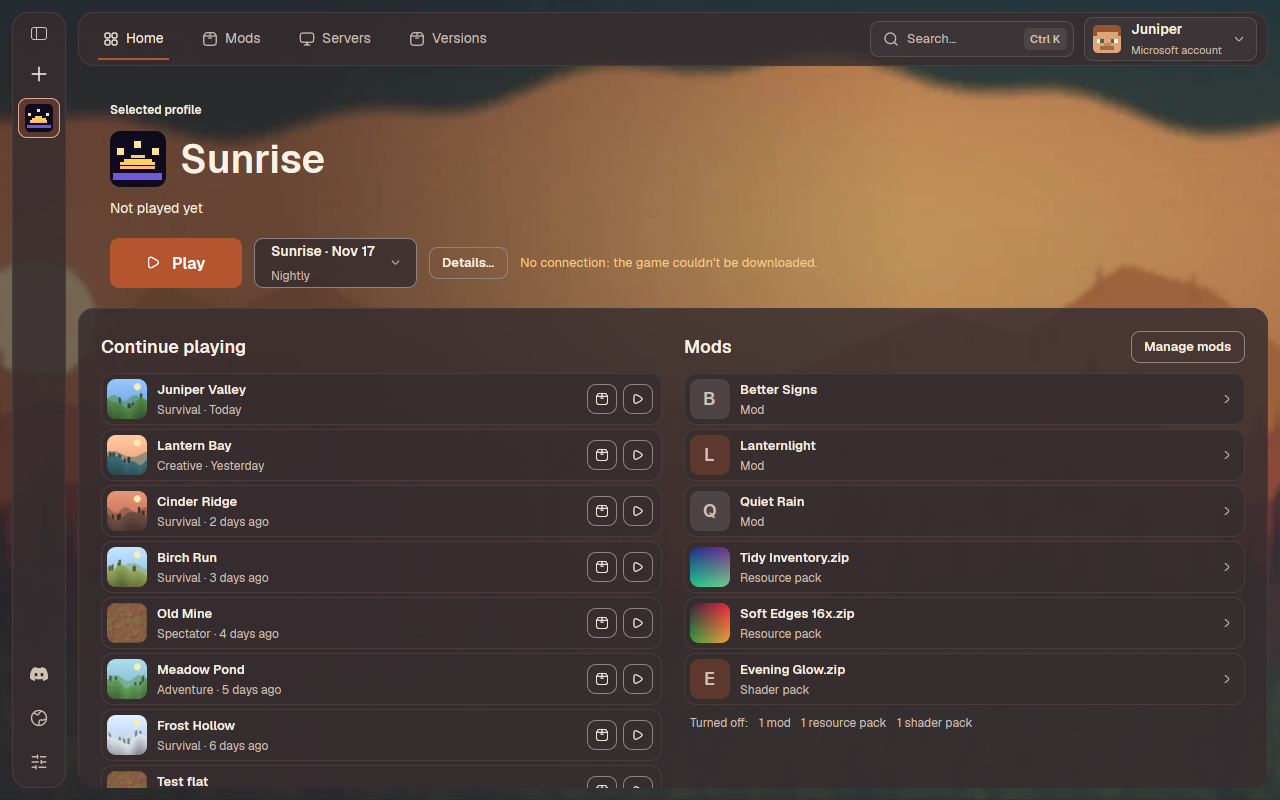 Home
Mods
Servers
Versions
Search...
Ctrl K
Juniper
Microsoft account
Selected profile
Sunrise
Not played yet
Play
Sunrise · Nov 17
Nightly
Details...
No connection: the game couldn't be downloaded.
Continue playing
Juniper Valley
Survival · Today
Lantern Bay
Creative · Yesterday
Cinder Ridge
Survival · 2 days ago
Birch Run
Survival · 3 days ago
Old Mine
Spectator · 4 days ago
Meadow Pond
Adventure · 5 days ago
Frost Hollow
Survival · 6 days ago
Test flat
Mods
Manage mods
B
Better Signs
Mod
L
Lanternlight
Mod
Q
Quiet Rain
Mod
Tidy Inventory.zip
Resource pack
Soft Edges 16x.zip
Resource pack
E
Evening Glow.zip
Shader pack
Turned off: 1 mod 1 resource pack 1 shader pack